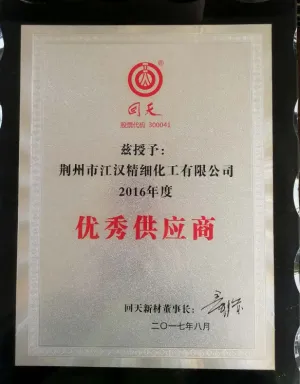 回天
股票代码 300041
兹授予：
荆州市江汉精细化工有限公司
2016年度
优秀供应商
回天新材董事长：
二〇一七年八月